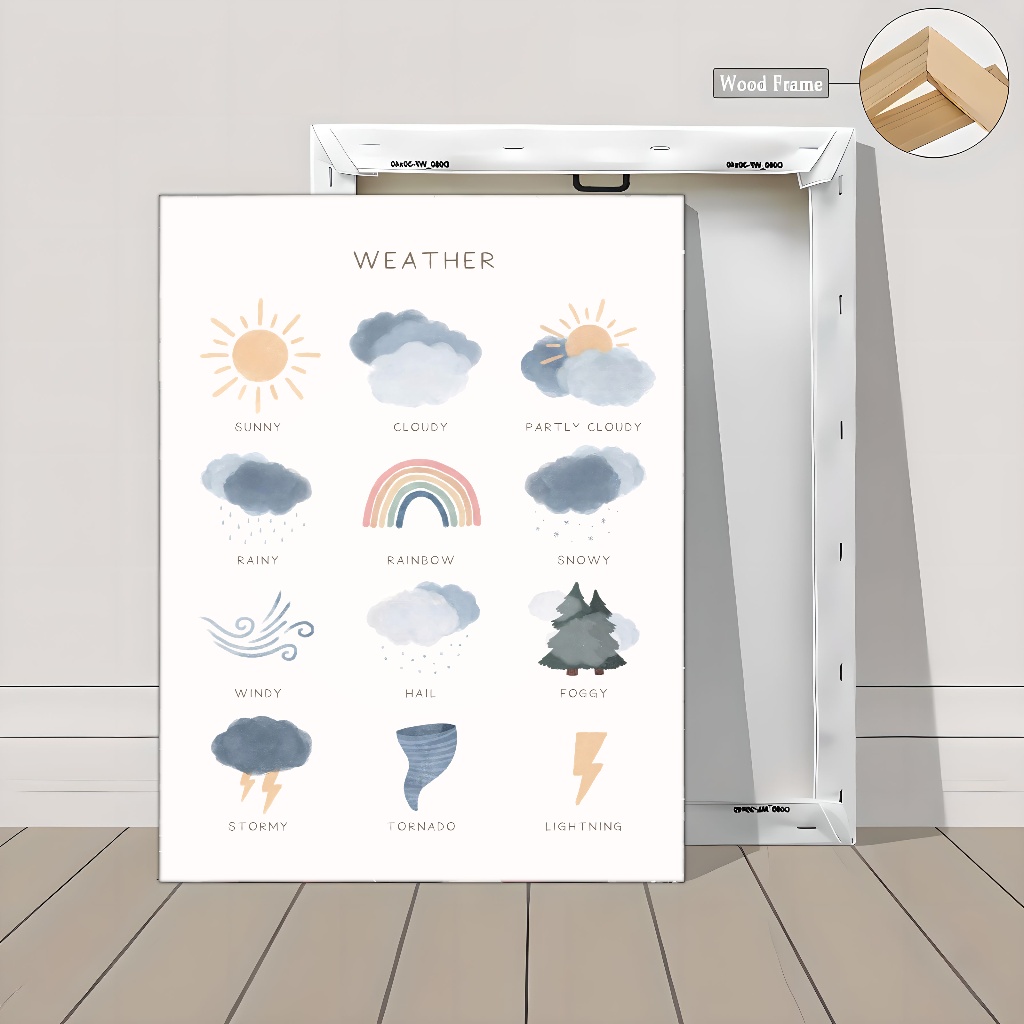 Wood Frame
WEATHER
SUNNY
CLOUDY
PARTLY CLOUDY
RAINY
RAINBOW
SNOWY
WINDY
HAIL
FOGGY
STORMY
TORNADO
LIGHTNING